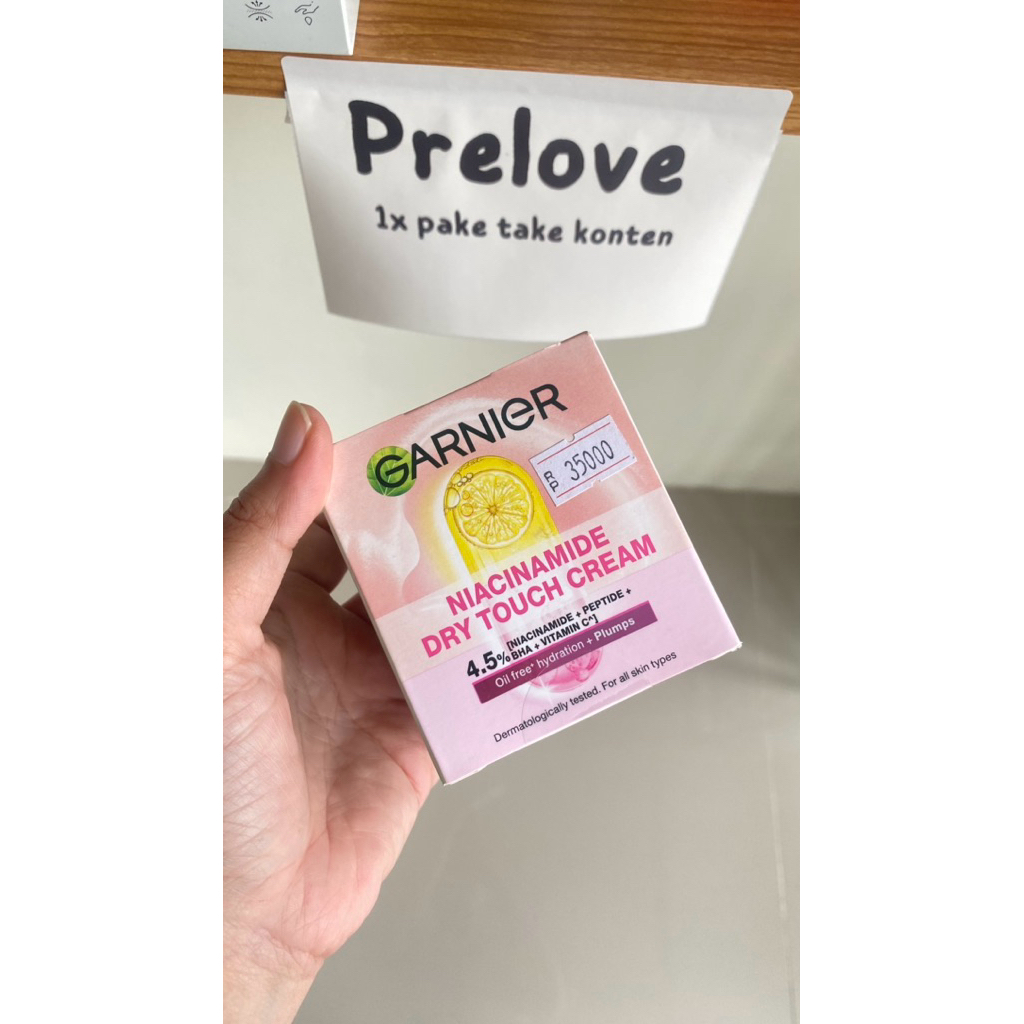 Prelove
1x pake take konten
GARNIER
RP 35000
NIACINAMIDE
DRY TOUCH CREAM
4.5% [NIACINAMIDE + PEPTIDE +
BHA + VITMIN C^]
Oil free* hydration + Plumps
Dermatologically tested. For all skin types